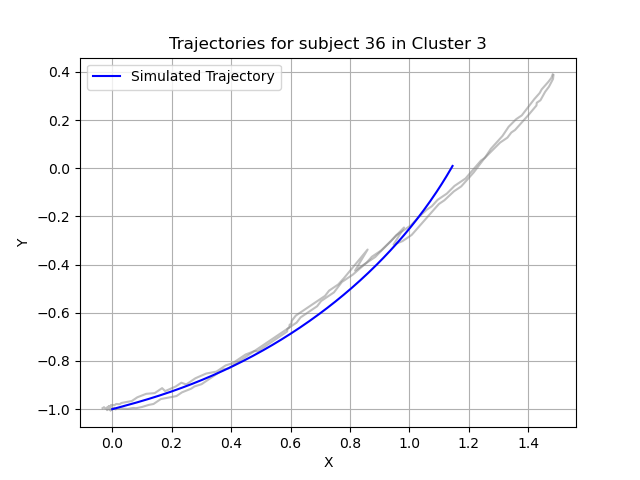 Trajectories for subject 36 in Cluster 3
Simulated Trajectory
0.4
0.2
0.0
−0.2
−0.4
−0.6
−0.8
−1.0
Y
0.0 0.2 0.4 0.6 0.8 1.0 1.2 1.4
X